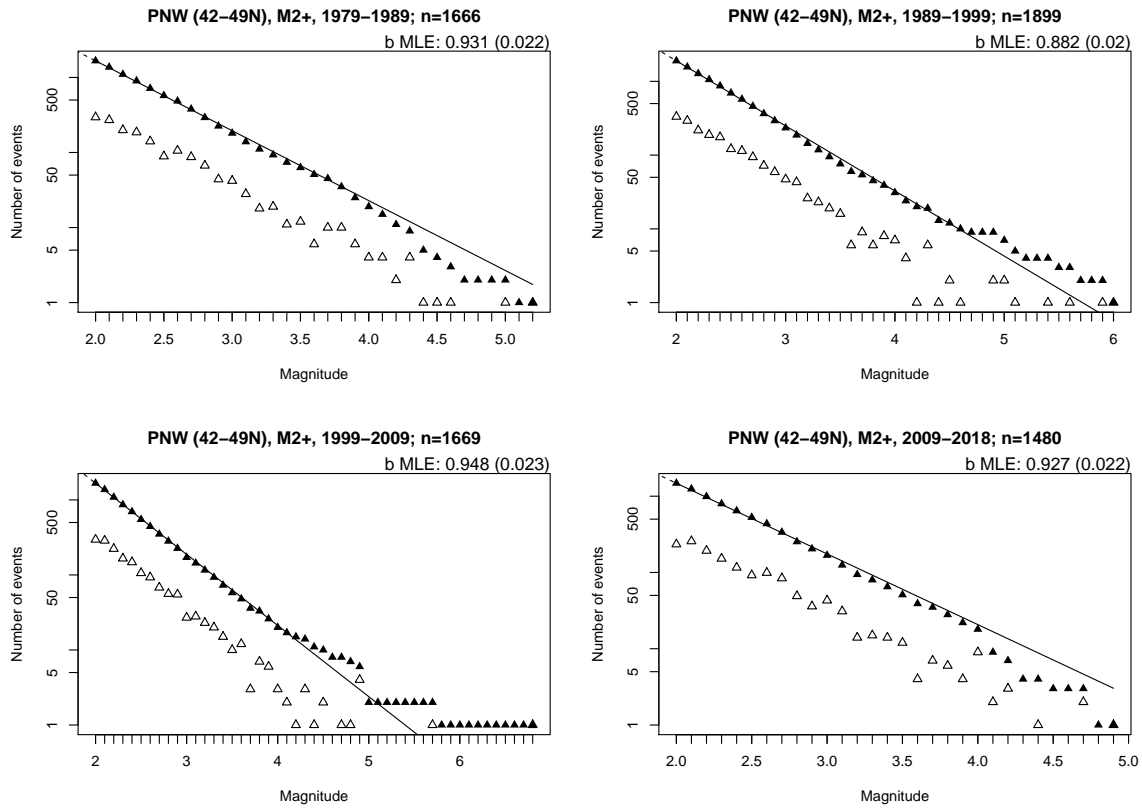 PNW (42−49N), M2+, 1979−1989; n=1666
b MLE: 0.931 (0.022)
Number of events
500
50
5
1
2.0 2.5 3.0 3.5 4.0 4.5 5.0
Magnitude
PNW (42−49N), M2+, 1989−1999; n=1899
b MLE: 0.882 (0.02)
Number of events
500
50
5
1
2 3 4 5 6
Magnitude
PNW (42−49N), M2+, 1999−2009; n=1669
b MLE: 0.948 (0.023)
Number of events
500
50
5
1
2 3 4 5 6
Magnitude
PNW (42−49N), M2+, 2009−2018; n=1480
b MLE: 0.927 (0.022)
Number of events
500
50
5
1
2.0 2.5 3.0 3.5 4.0 4.5 5.0
Magnitude